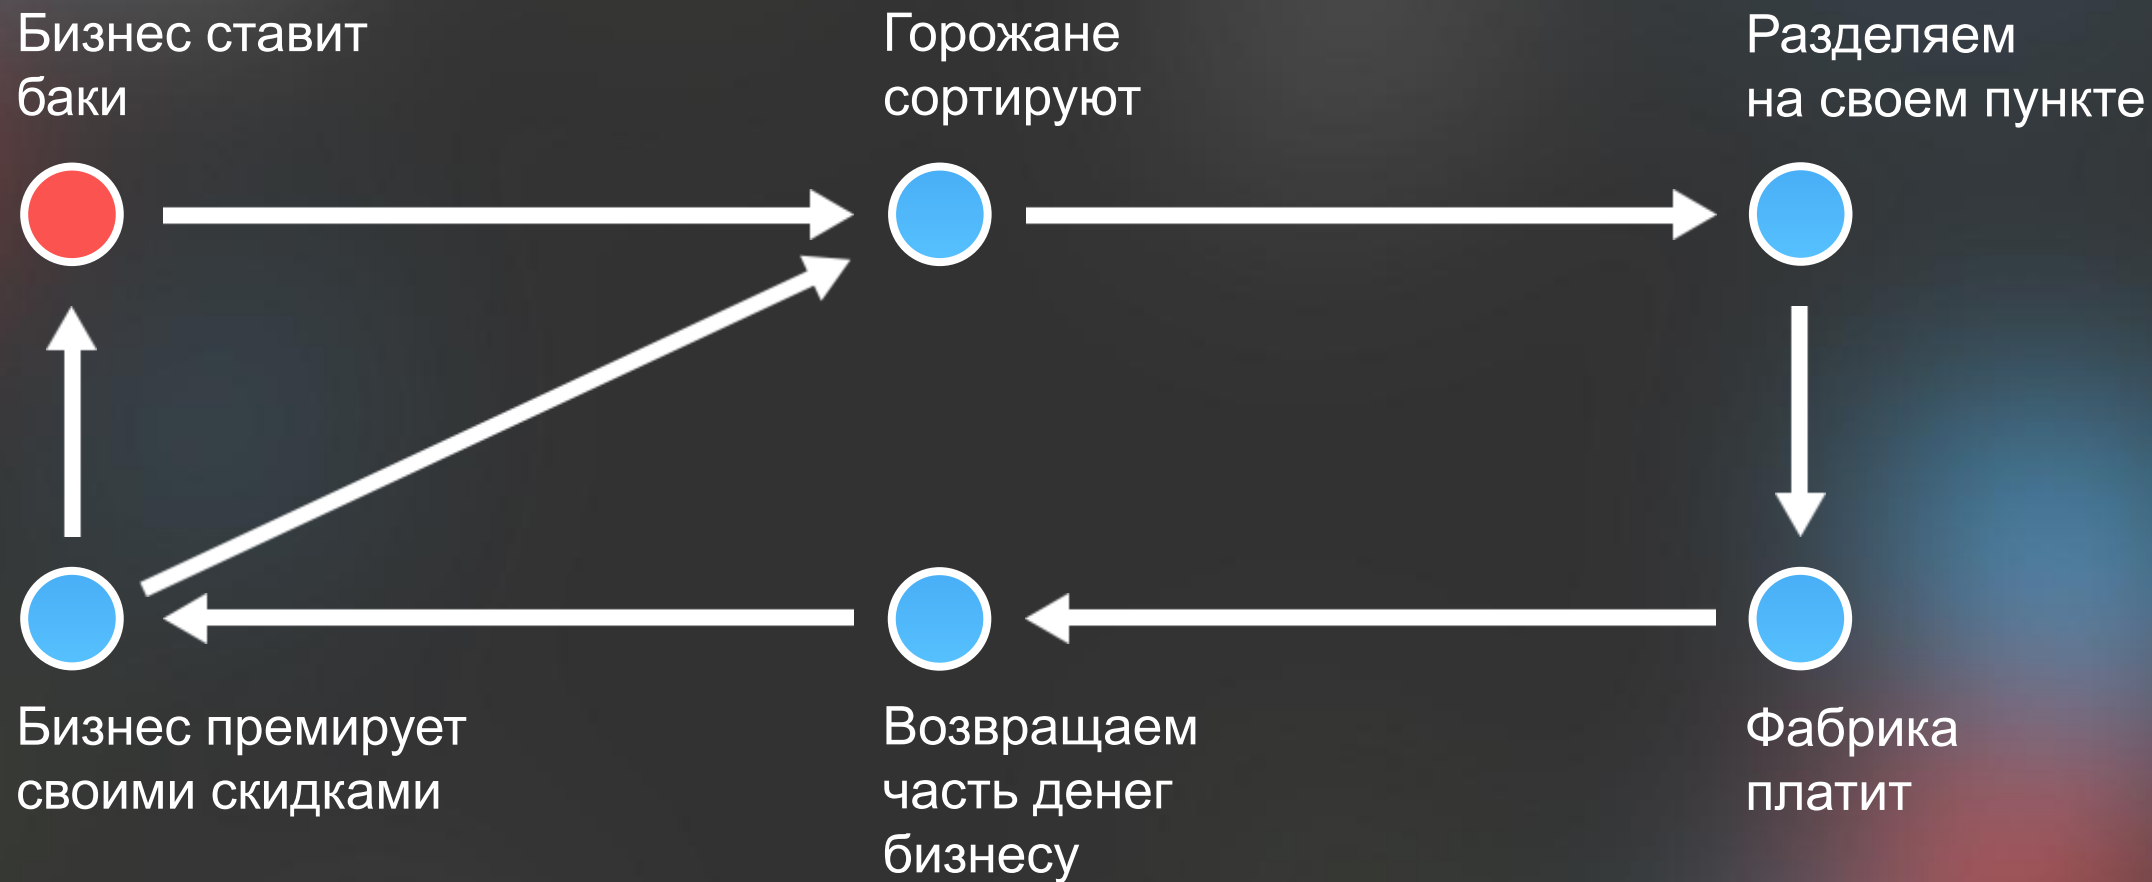 Бизнес ставит
баки
Горожане
сортируют
Разделяем
на своем пункте
Бизнес премирует
своими скидками
Возвращаем
часть денег
бизнесу
Фабрика
платит